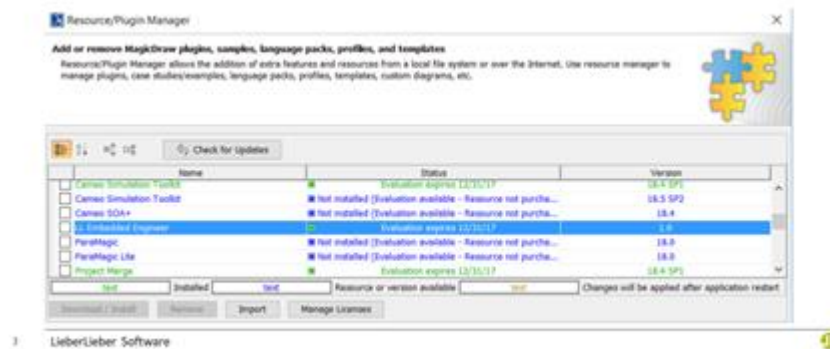 Resource/Plugin Manager
Add or remove MagicDraw plugins, samples, language packs, profiles, and templates
Resource/Plugin Manager allows the addition of extra features and resources from a local file system or over the Internet. Use resource manager to
manage plugins, case studies/examples, language packs, profiles, templates, custom diagrams, etc.
Check for Updates
Name Status Version
Cameo Simulation Toolkit Evaluation expires 12/31/17 18.4 SP1
Cameo Simulation Toolkit Not installed (Evaluation available - Resource not purcha... 18.5 SP2
Cameo SOA+ Not installed (Evaluation available - Resource not purcha... 18.4
LL Embedded Engineer Evaluation expires 12/31/17 1.0
ParaMagic Not installed (Evaluation available - Resource not purcha... 18.0
ParaMagic Lite Not installed (Evaluation available - Resource not purcha... 18.0
Project Merge Evaluation expires 12/31/17 18.4 SP1
text Installed text Resource or version available text Changes will be applied after application restart
Download / Install Remove Import Manage Licenses
3 LieberLieber Software